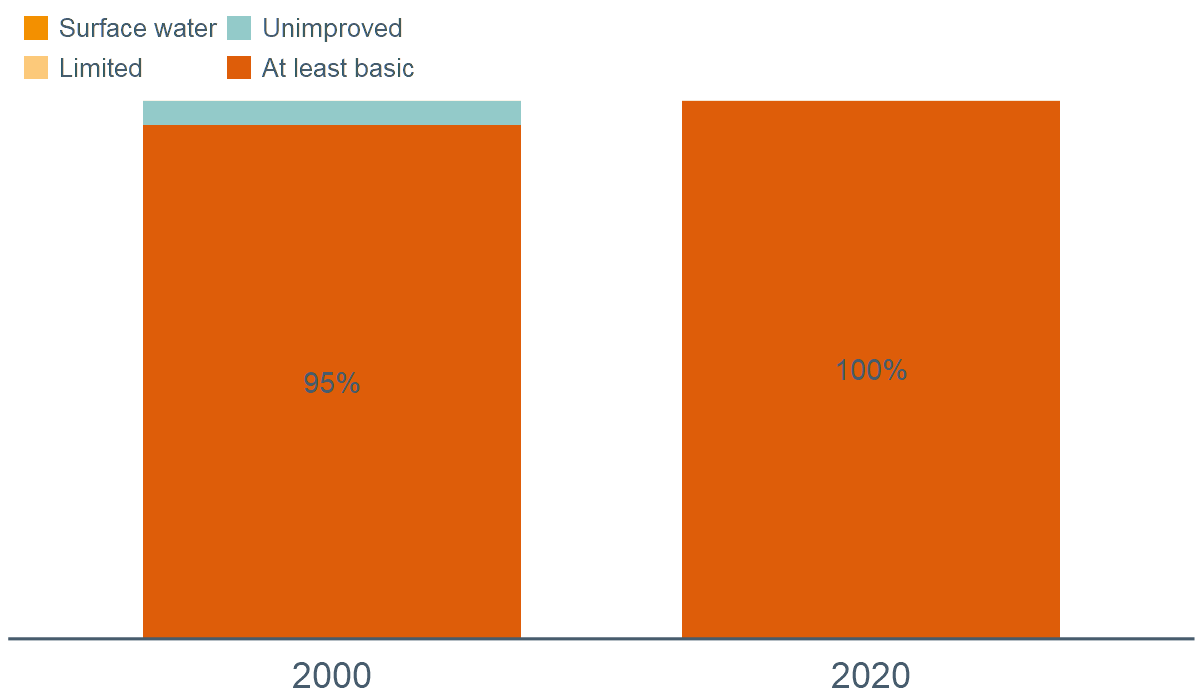 Surface water Unimproved
Limited At least basic
95%
100%
2000 2020